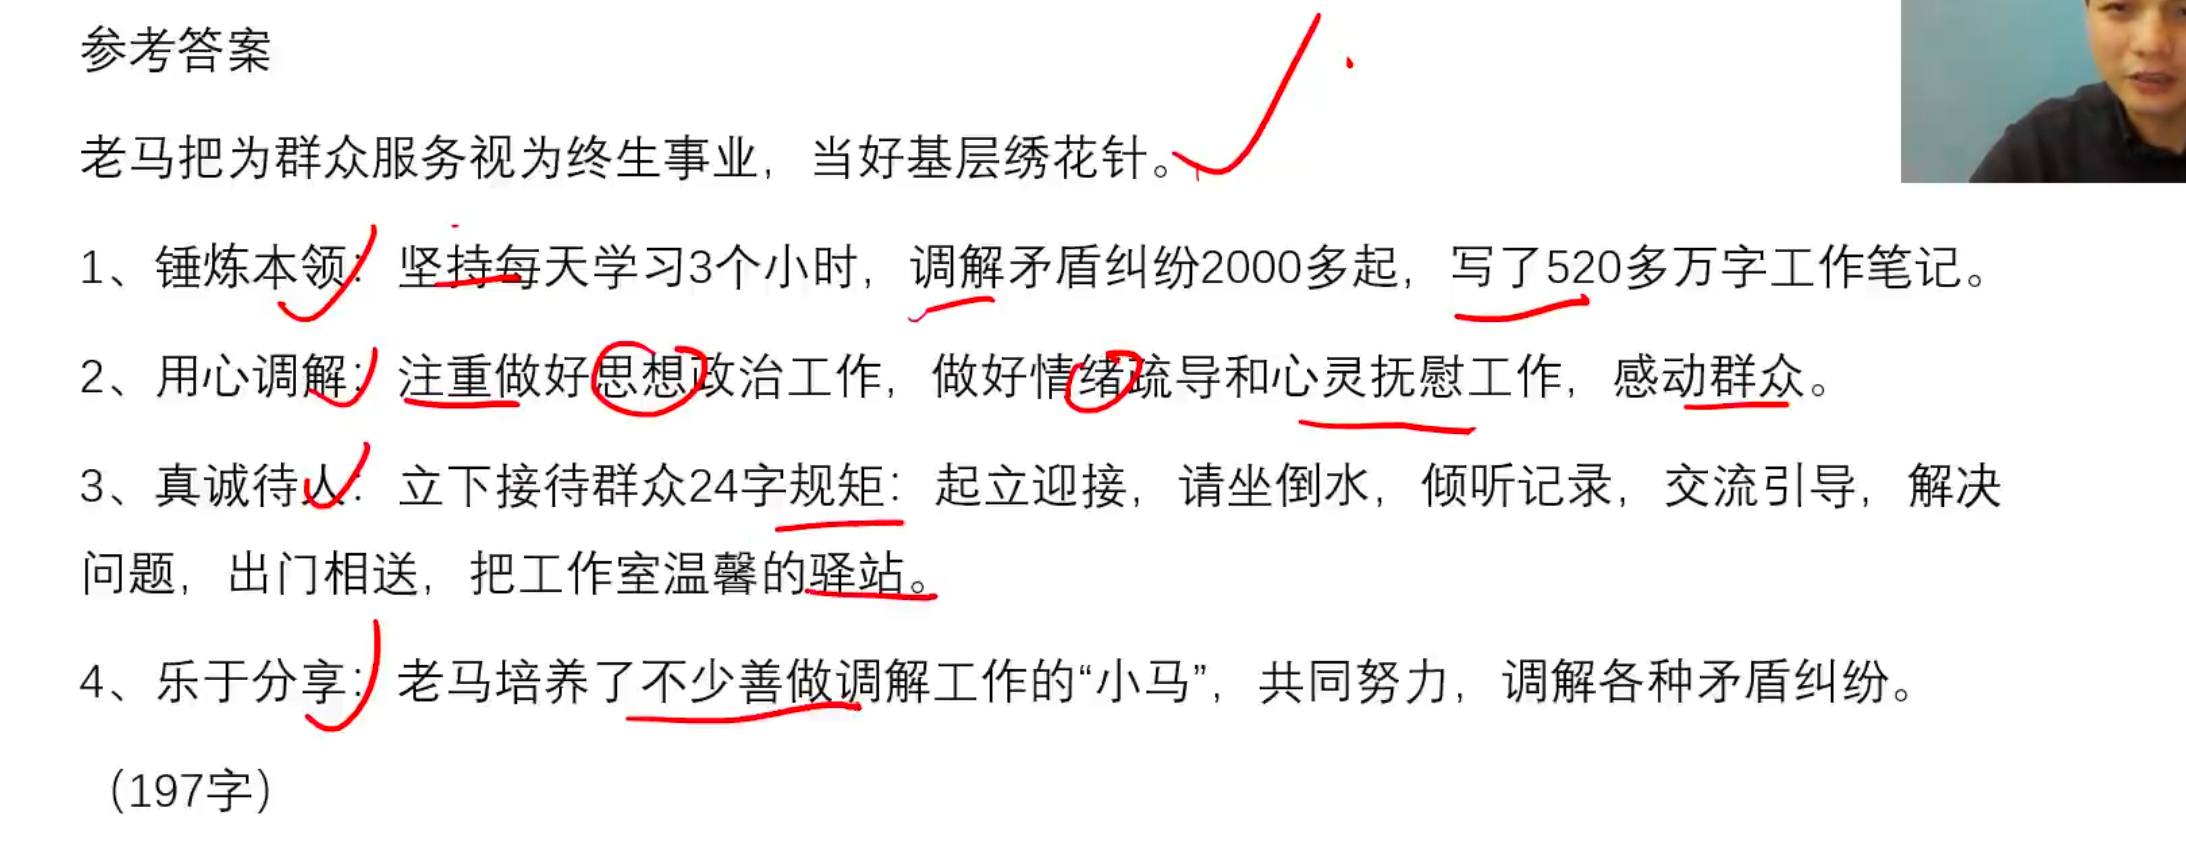 参考答案
老马把为群众服务视为终生事业，当好基层绣花针。
1、锤炼本领：坚持每天学习3个小时，调解矛盾纠纷2000多起，写了520多万字工作笔记。
2、用心调解：注重做好思想政治工作，做好情绪疏导和心灵抚慰工作，感动群众。
3、真诚待人：立下接待群众24字规矩：起立迎接，请坐倒水，倾听记录，交流引导，解决
问题，出门相送，把工作室温馨的驿站。
4、乐于分享：老马培养了不少善做调解工作的“小马”，共同努力，调解各种矛盾纠纷。
（197字）